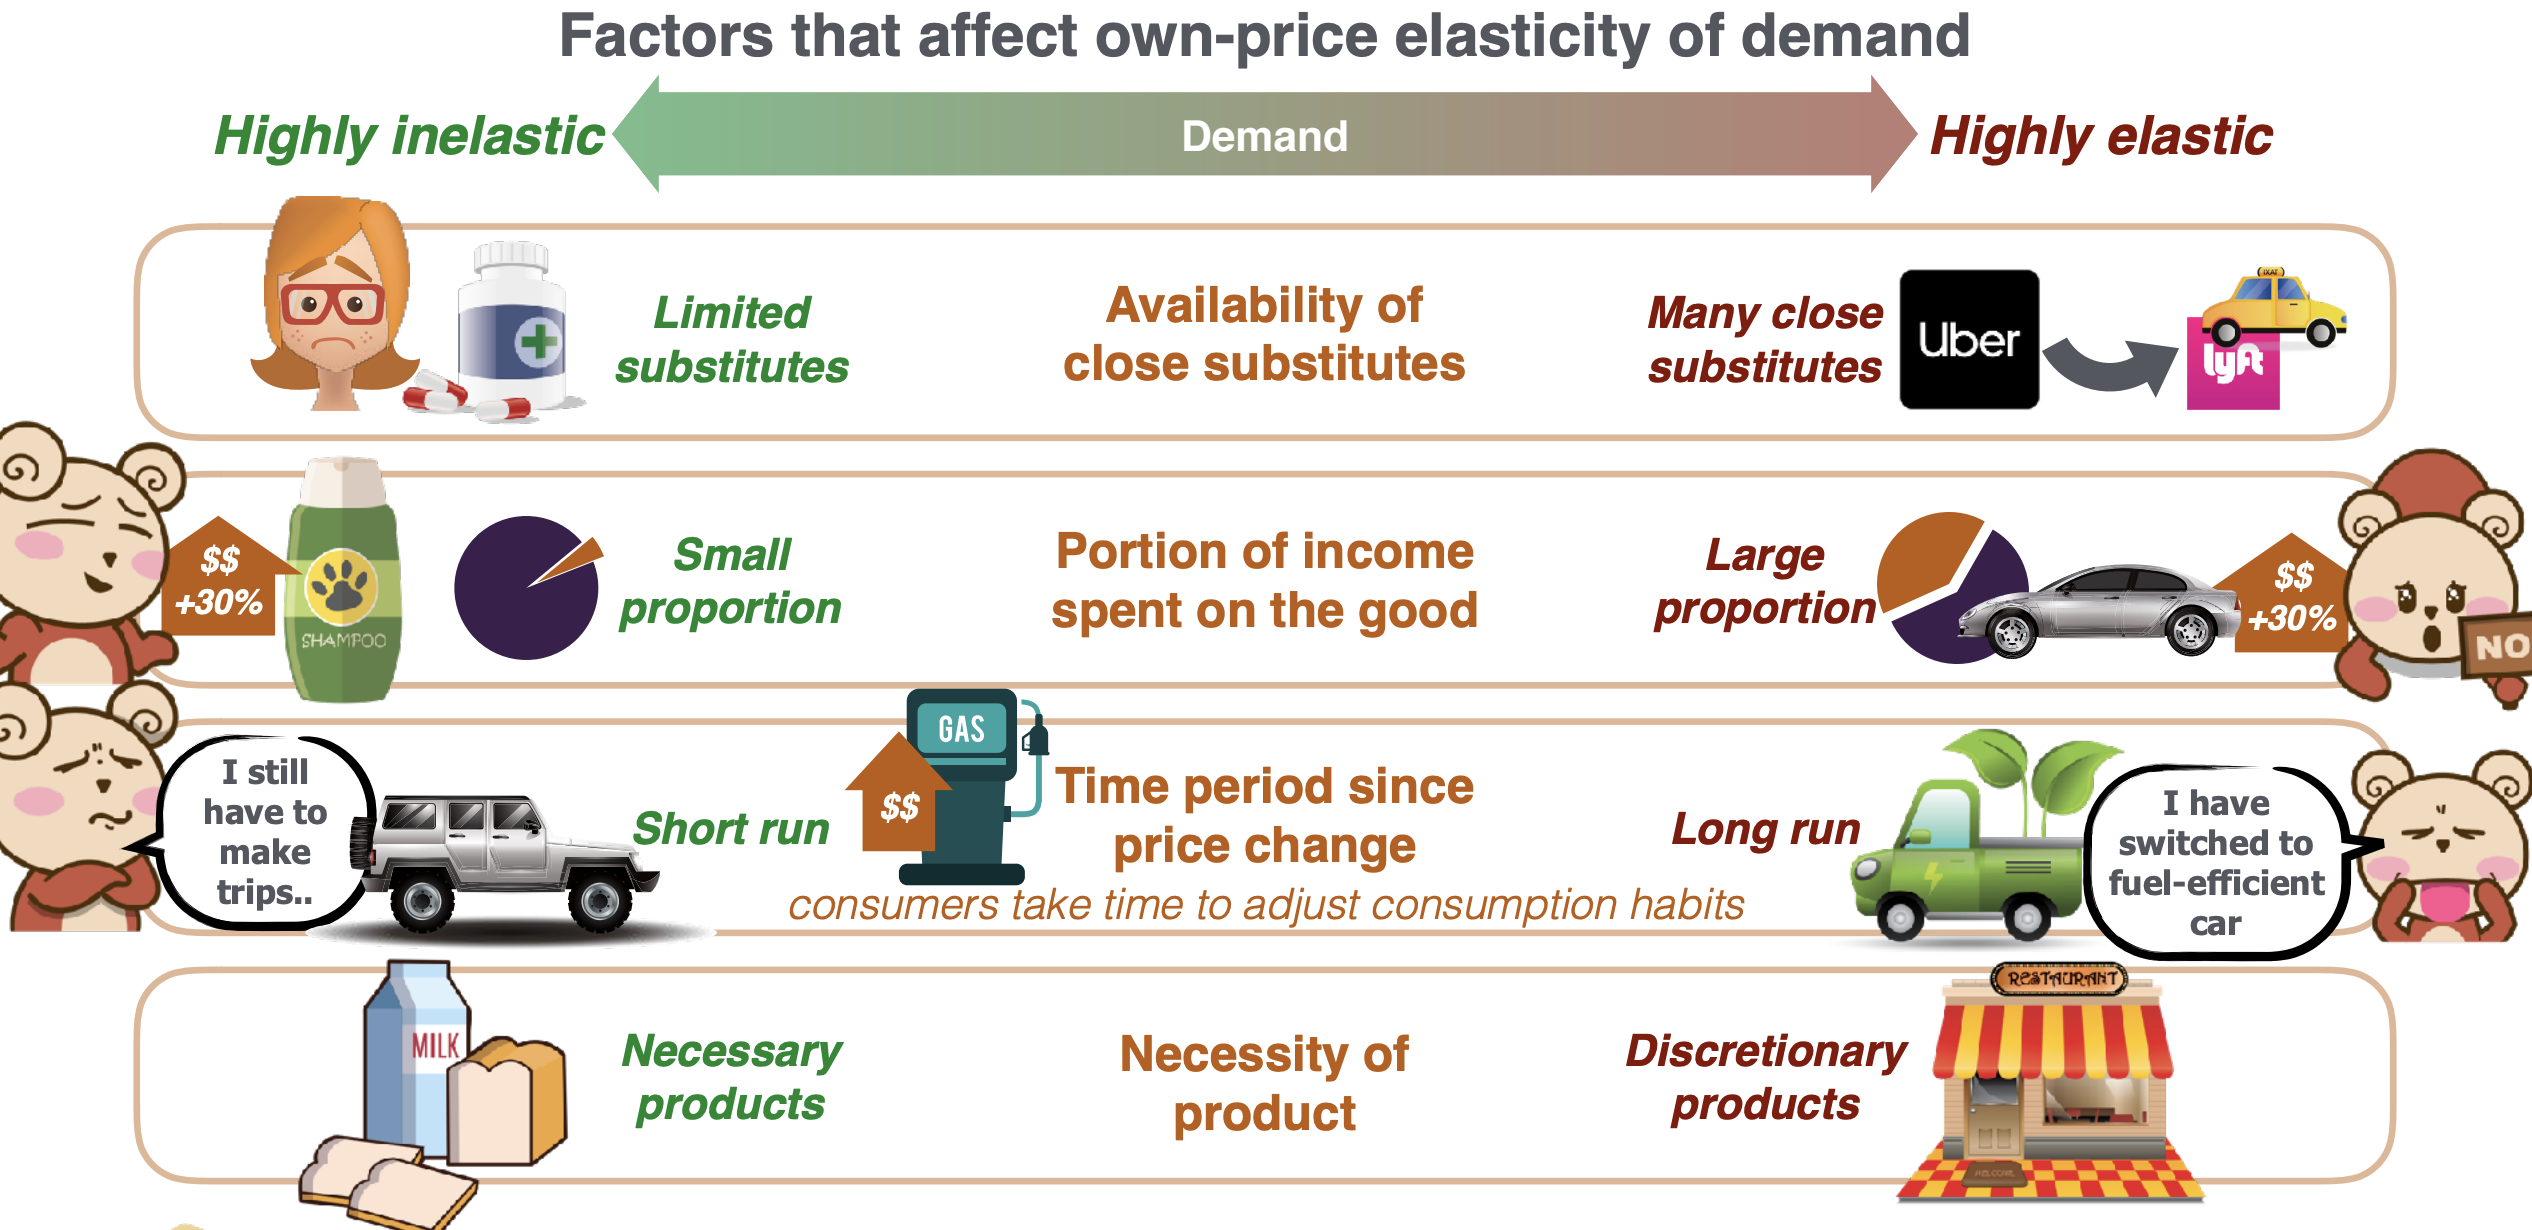 Factors that affect own-price elasticity of demand
Highly inelastic
Demand
Highly elastic
Limited
substitutes
Availability of
close substitutes
Many close
substitutes
Uber
TAXI
lyft
$$
+30%
SHAMPOO
Small
proportion
Portion of income
spent on the good
Large
proportion
$$
+30%
NO
I still
have to
make
trips..
Short run
$$
GAS
Time period since
price change
consumers take time to adjust consumption habits
Long run
I have
switched to
fuel-efficient
car
MILK
Necessary
products
Necessity of
product
Discretionary
products
RESTAURANT
WELCOME